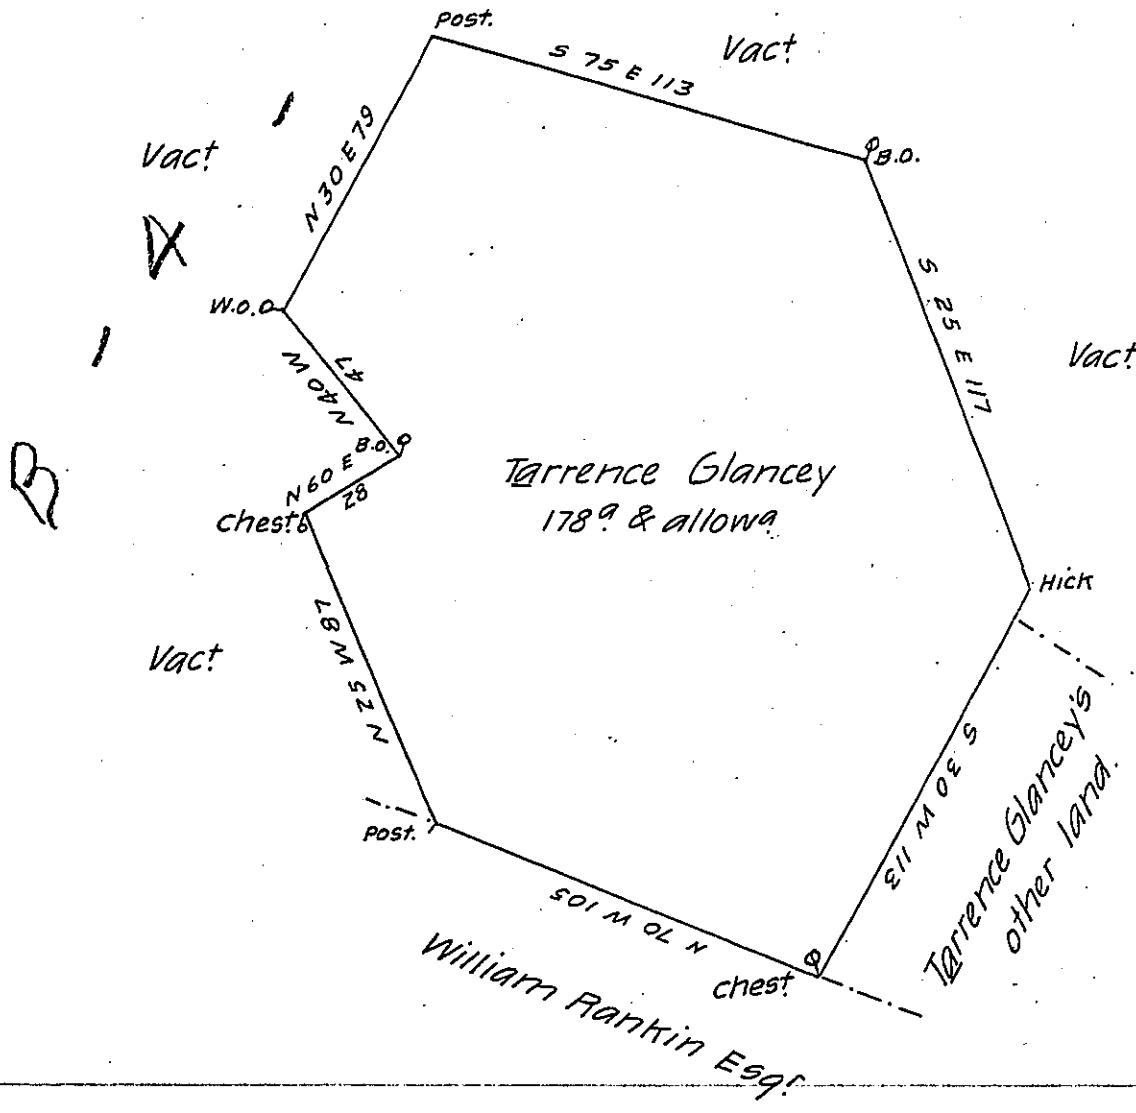 Post.
S 75 E 113
Vact.
N 30 E 79
Vact.
B.O.
W.O.
N 40 W
47
S 25 E 117
Vact.
B.O.
N 60 E
28
Chest.
Tarrence Glancey
178a. & allowa.
Hick
N 25 W 87
Vact.
S 30 W 113
Tarrence Glancey's
other land.
Post.
N 70 W 105
Chest.
William Rankin Esqr.